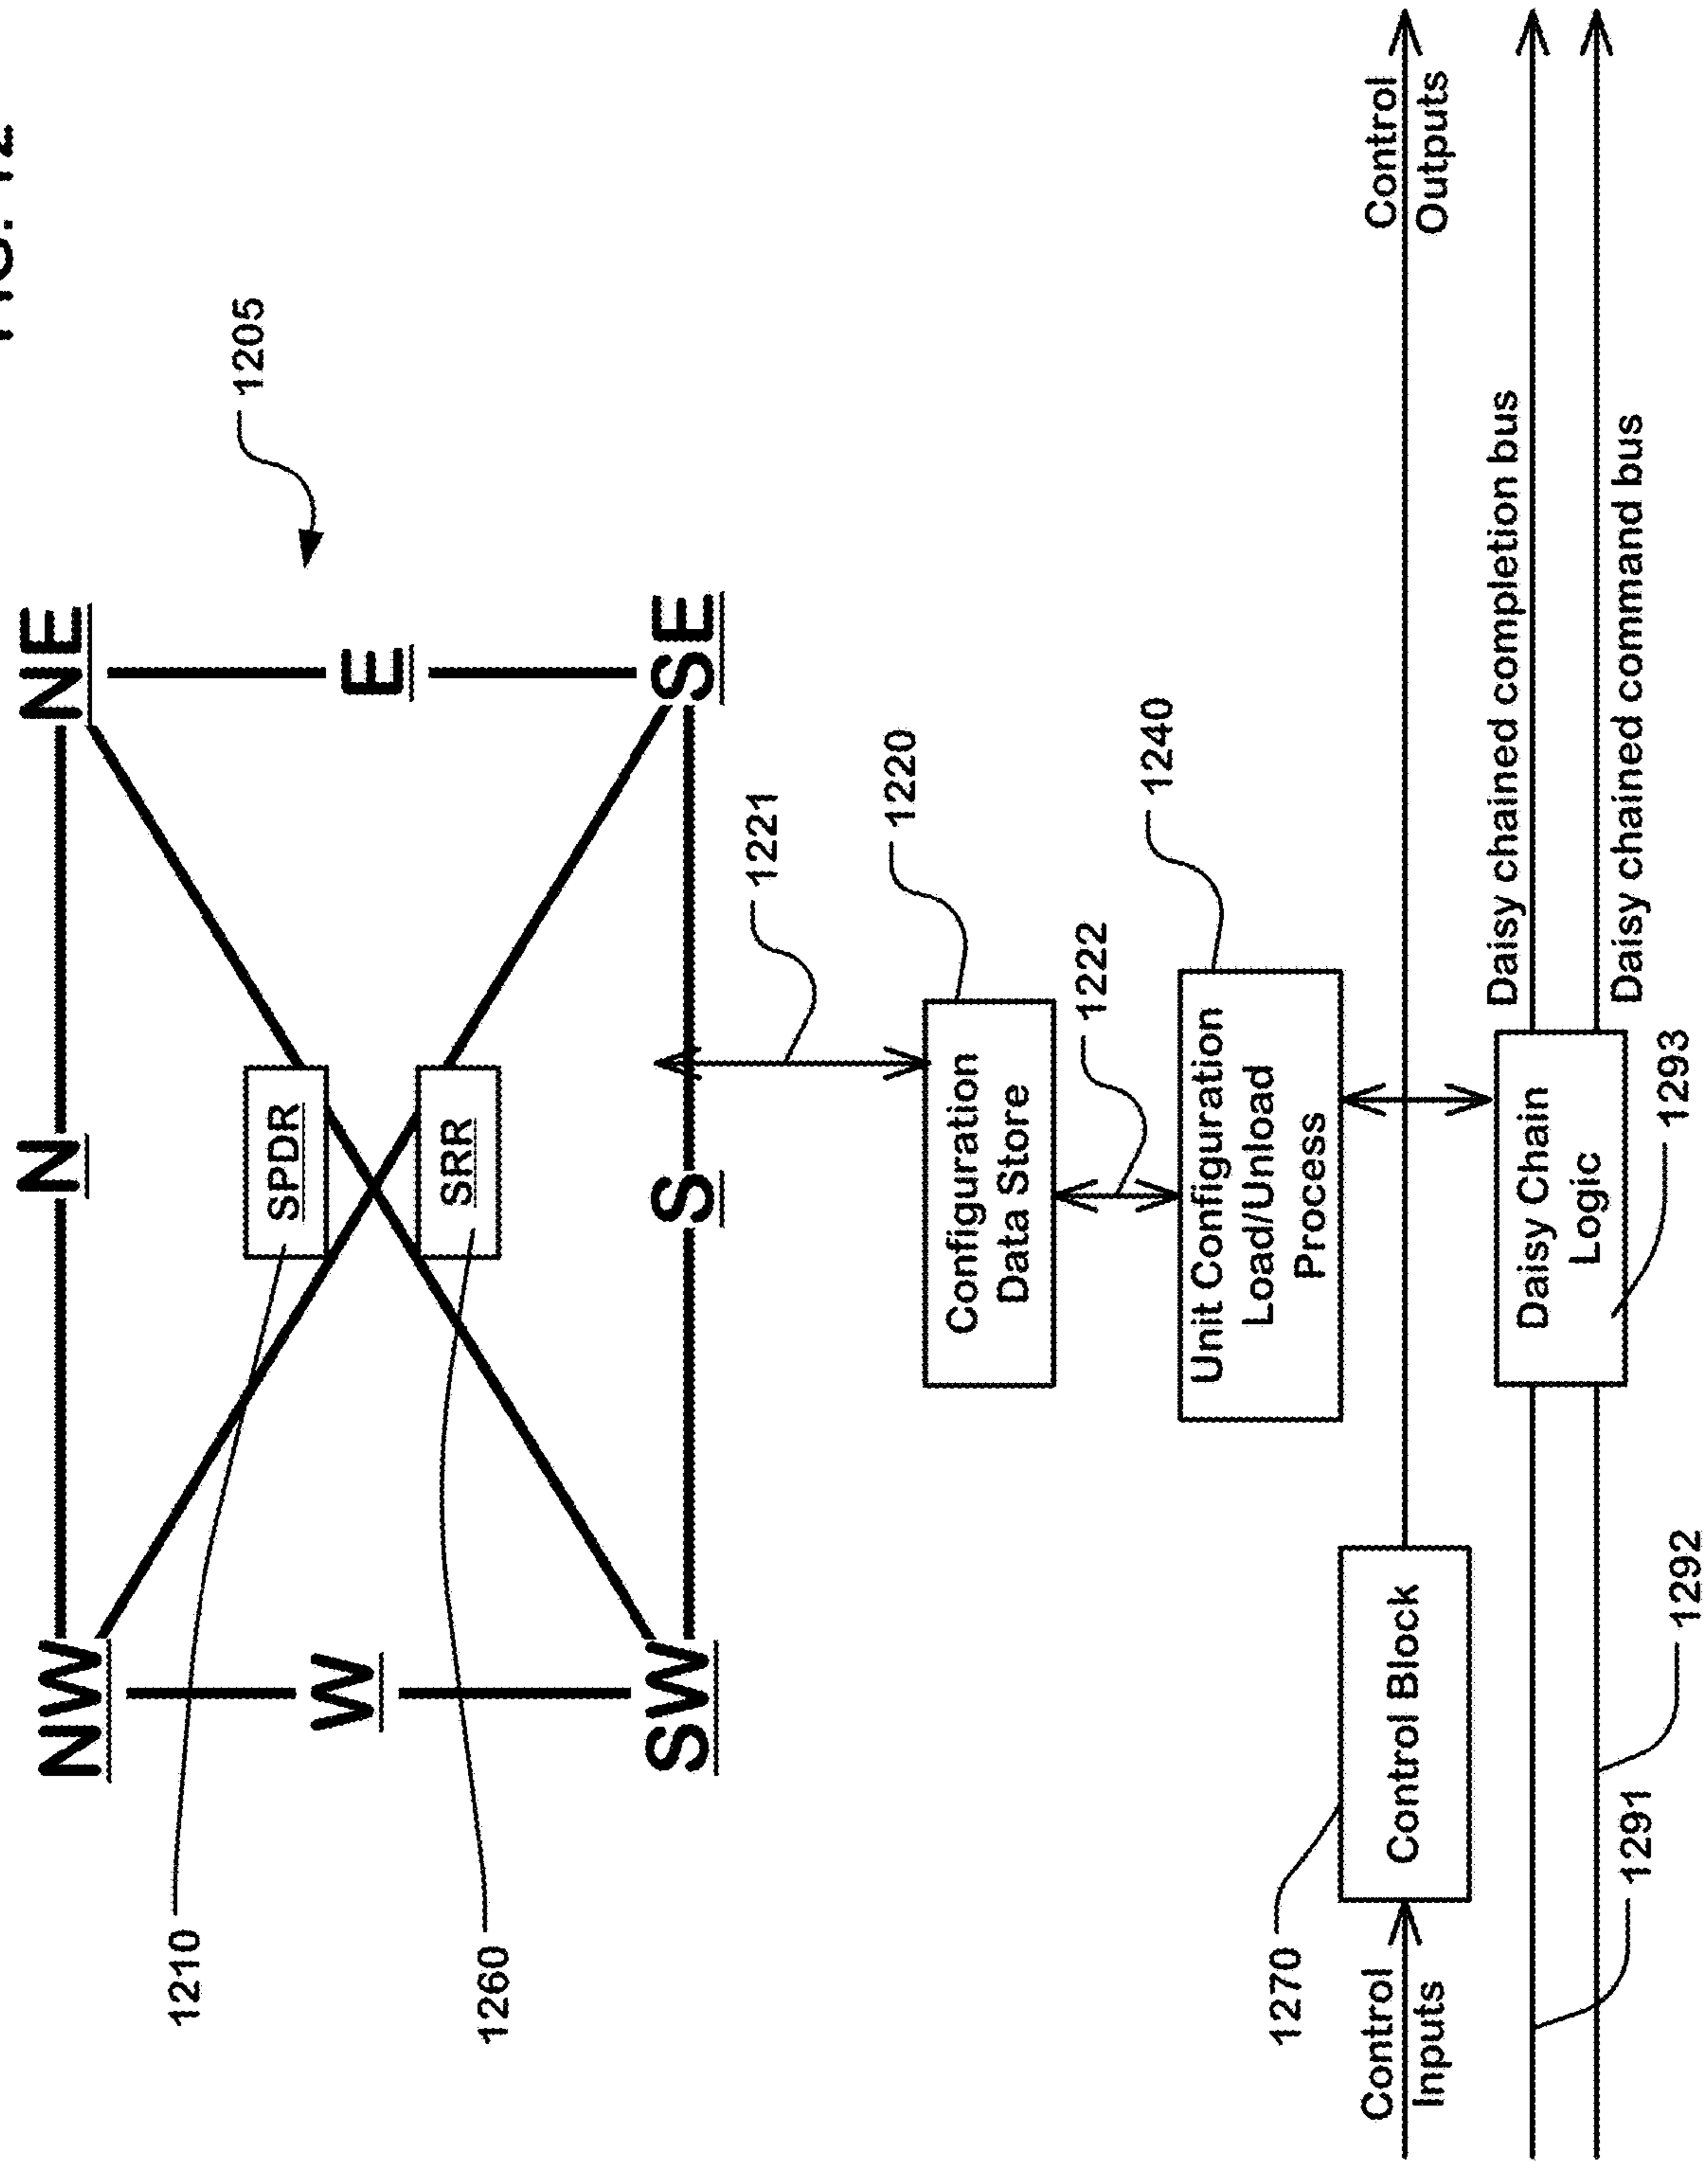 NW
N
NE
1210
SPDR
1205
W
E
1260
SRR
SW
S
SE
1221
Configuration
Data Store
1220
1222
Unit Configuration
Load/Unload
Process
1240
1270
Control
Inputs
Control Block
Control
Outputs
Daisy chained completion bus
Daisy Chain
Logic
Daisy chained command bus
1291
1292
1293